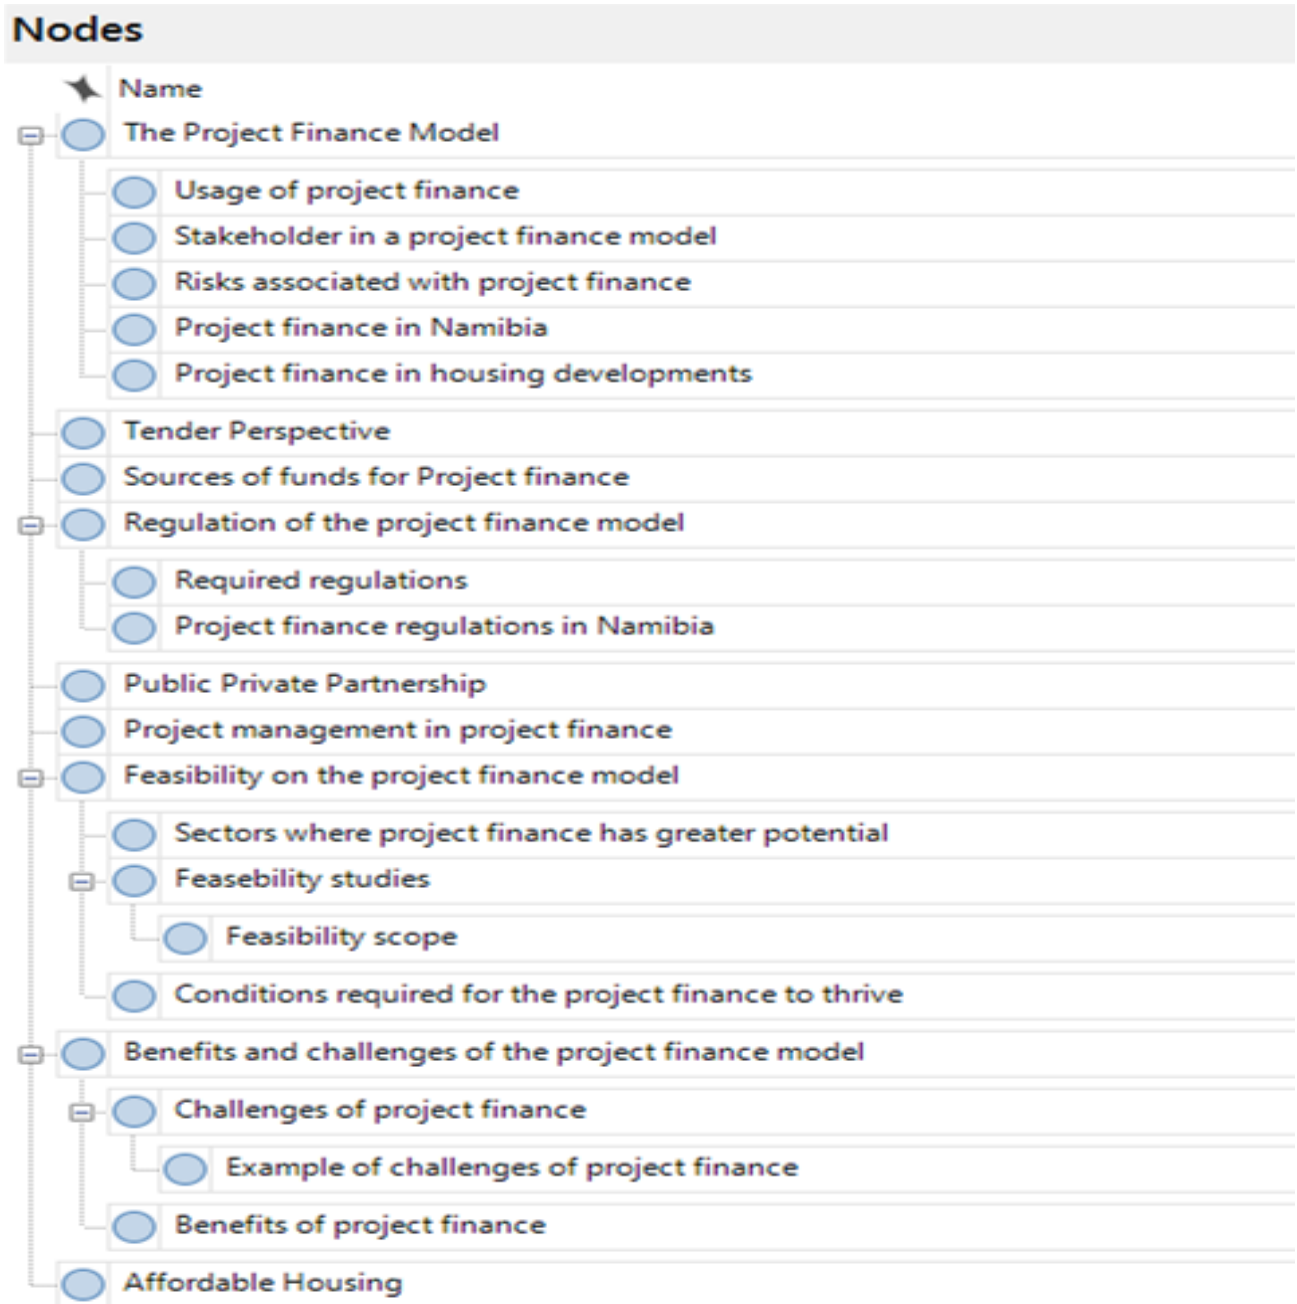 Nodes
Name
The Project Finance Model
Usage of project finance
Stakeholder in a project finance model
Risks associated with project finance
Project finance in Namibia
Project finance in housing developments
Tender Perspective
Sources of funds for Project finance
Regulation of the project finance model
Required regulations
Project finance regulations in Namibia
Public Private Partnership
Project management in project finance
Feasibility on the project finance model
Sectors where project finance has greater potential
Feasebility studies
Feasibility scope
Conditions required for the project finance to thrive
Benefits and challenges of the project finance model
Challenges of project finance
Example of challenges of project finance
Benefits of project finance
Affordable Housing